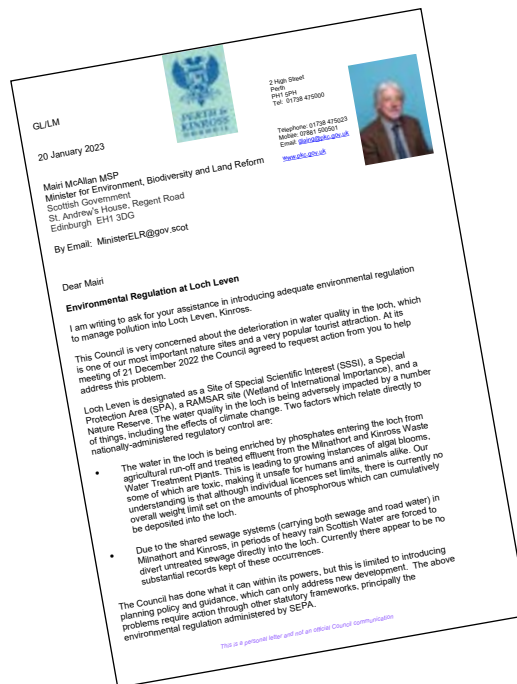 PERTH &
KINROSS
COUNCIL
2 High Street
Perth
PH1 5PH
Tel: 01738 475000
Telephone: 01738 475023
Mobile: 07881 500501
Email: glaing@pkc.gov.uk
www.pkc.gov.uk
GL/LM
20 January 2023
Mairi McAllan MSP
Minister for Environment, Biodiversity and Land Reform
Scottish Government
St. Andrew's House, Regent Road
Edinburgh EH1 3DG
By Email: MinisterELR@gov.scot
Dear Mairi
Environmental Regulation at Loch Leven
I am writing to ask for your assistance in introducing adequate environmental regulation
to manage pollution into Loch Leven, Kinross.
This Council is very concerned about the deterioration in water quality in the loch, which
is one of our most important nature sites and a very popular tourist attraction. At its
meeting of 21 December 2022 the Council agreed to request action from you to help
address this problem.
Loch Leven is designated as a Site of Special Scientific Interest (SSSI), a Special
Protection Area (SPA), a RAMSAR site (Wetland of International Importance), and a
Nature Reserve. The water quality in the loch is being adversely impacted by a number
of things, including the effects of climate change. Two factors which relate directly to
nationally-administered regulatory control are:
• The water in the loch is being enriched by phosphates entering the loch from
agricultural run-off and treated effluent from the Milnathort and Kinross Waste
Water Treatment Plants. This is leading to growing instances of algal blooms,
some of which are toxic, making it unsafe for humans and animals alike. Our
understanding is that although individual licences set limits, there is currently no
overall weight limit set on the amounts of phosphorous which can cumulatively
be deposited into the loch.
• Due to the shared sewage systems (carrying both sewage and road water) in
Milnathort and Kinross, in periods of heavy rain Scottish Water are forced to
divert untreated sewage directly into the loch. Currently there appear to be no
substantial records kept of these occurrences.
The Council has done what it can within its powers, but this is limited to introducing
planning policy and guidance, which can only address new development. The above
problems require action through other statutory frameworks, principally the
environmental regulation administered by SEPA.
This is a personal letter and not an official Council communication